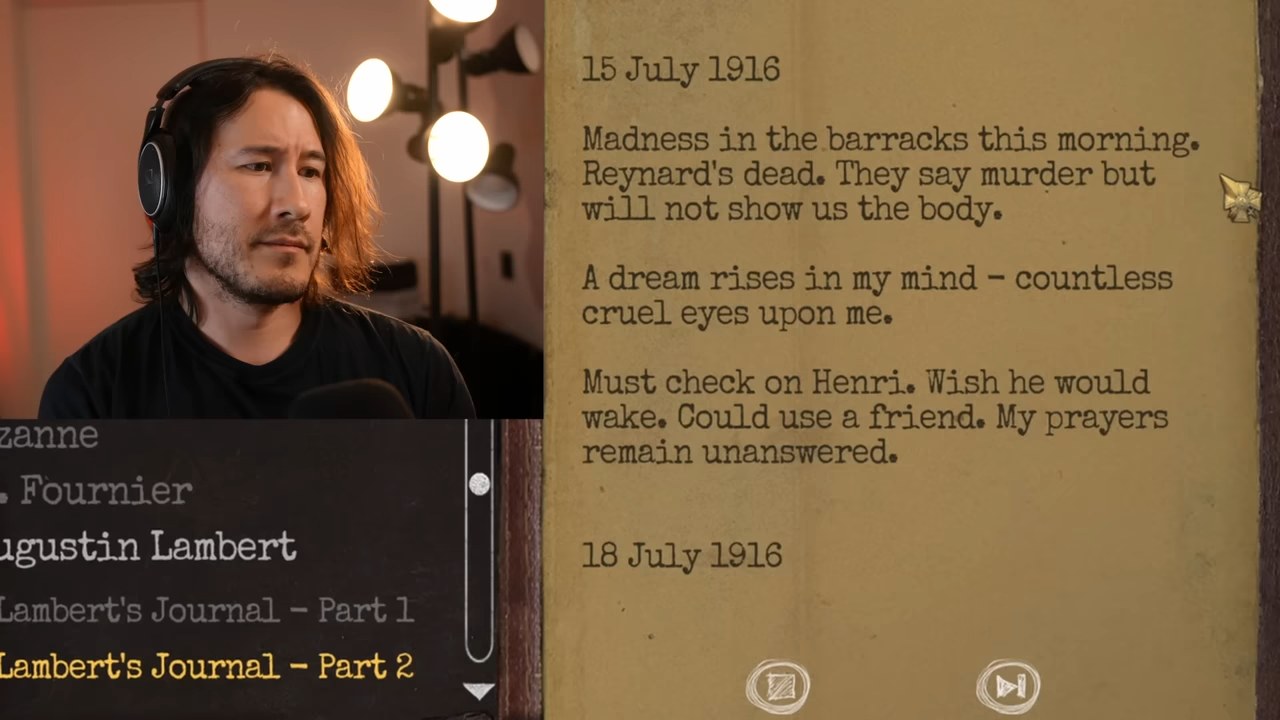 15 July 1916
Madness in the barracks this morning.
Reynard's dead. They say murder but
will not show us the body.
A dream rises in my mind – countless
cruel eyes upon me.
Must check on Henri. Wish he would
wake. Could use a friend. My prayers
remain unanswered.
18 July 1916
zanne
. Fournier
ugustin Lambert
Lambert's Journal – Part 1
Lambert's Journal – Part 2